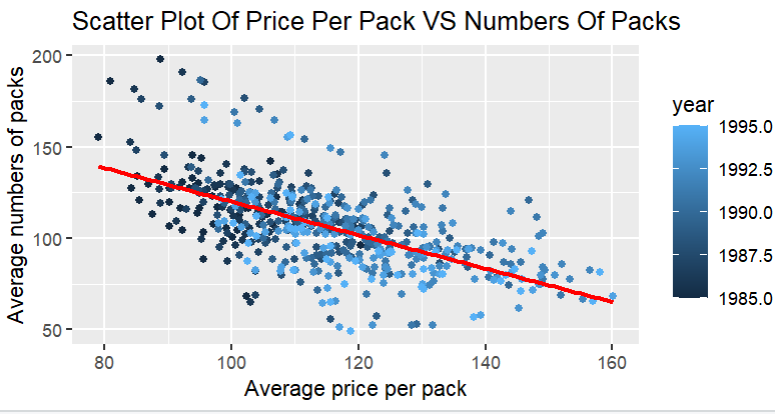 Scatter Plot Of Price Per Pack VS Numbers Of Packs
Average numbers of packs
200
150
100
50
80 100 120 140 160
Average price per pack
year
1995.0
1992.5
1990.0
1987.5
1985.0